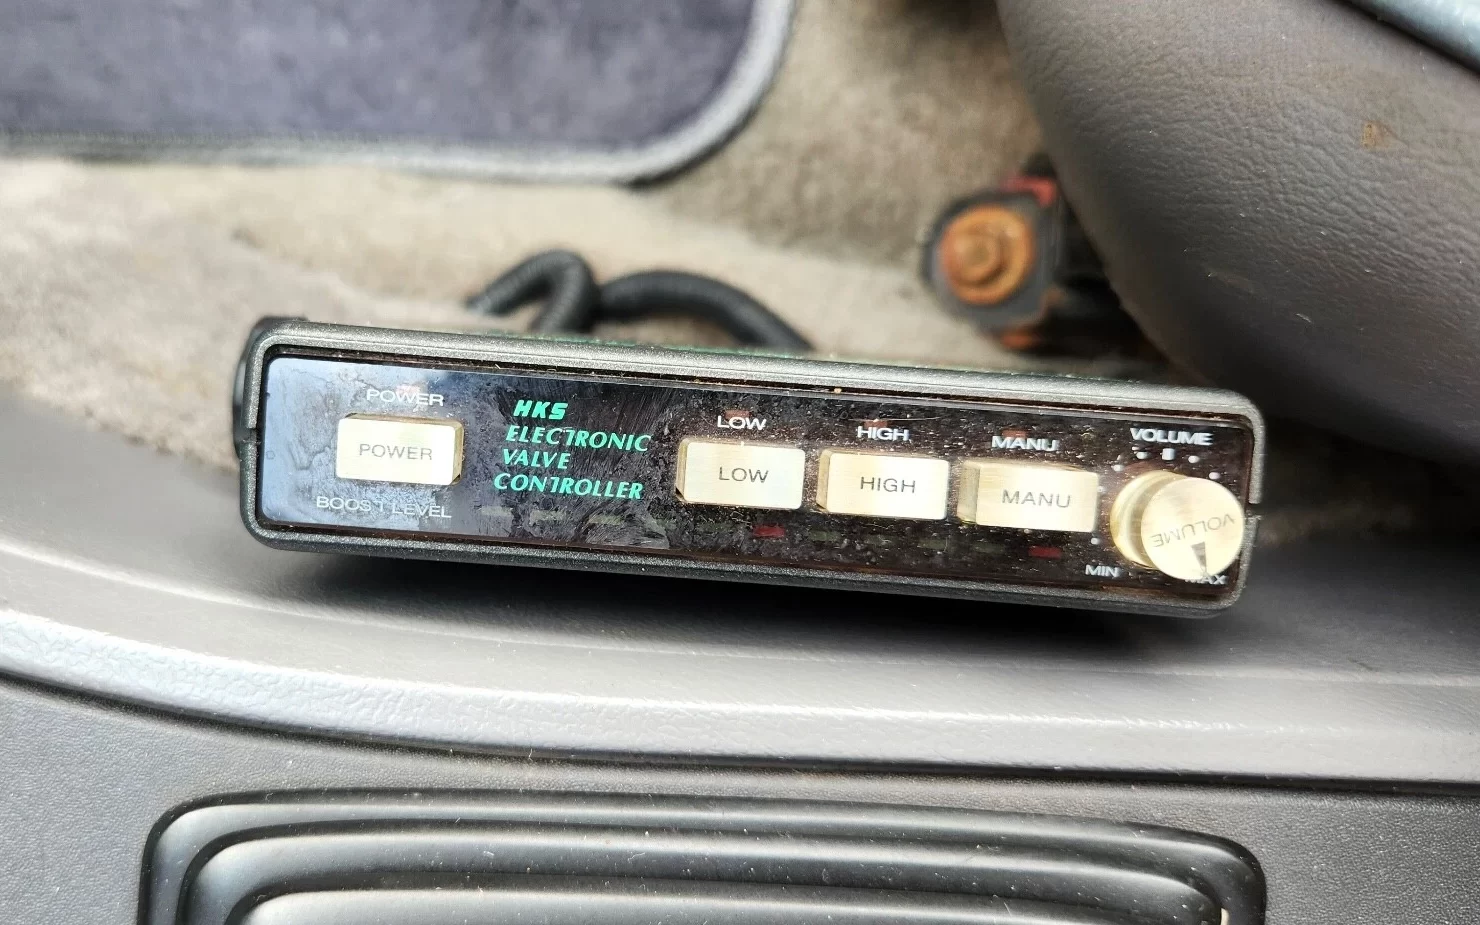 POWER
POWER
BOOST LEVEL
HKS
ELECTRONIC
VALVE
CONTROLLER
LOW
LOW
HIGH
HIGH
MANU
MANU
VOLUME
VOLUME
MIN
MAX